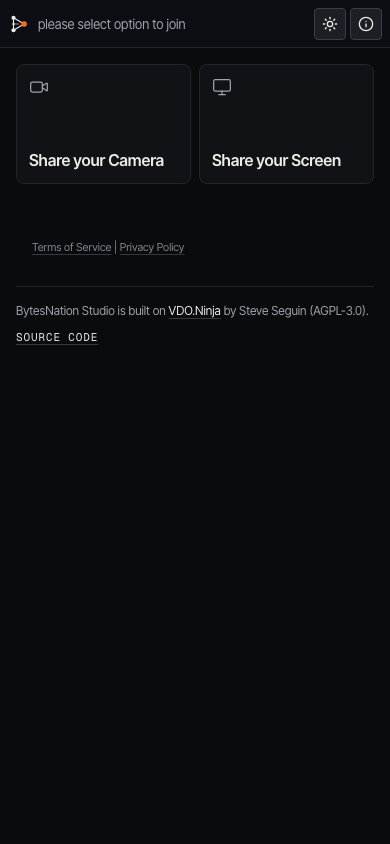 please select option to join
Share your Camera
Share your Screen
Terms of Service | Privacy Policy
BytesNation Studio is built on VDO.Ninja by Steve Seguin (AGPL-3.0).
SOURCE CODE